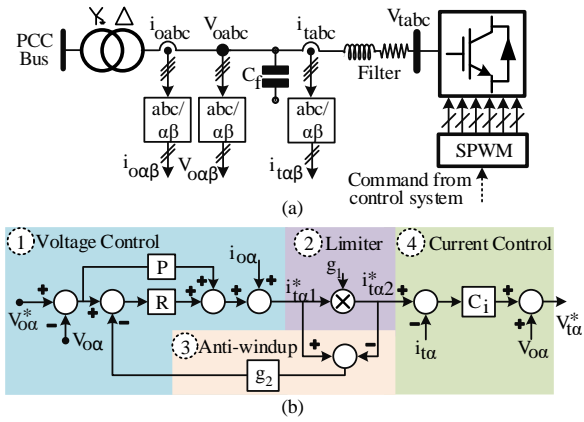 PCC
Bus
Y
Δ
i_oabc
V_oabc
i_tabc
V_tabc
C_f
Filter
abc/
αβ
abc/
αβ
abc/
αβ
i_oαβ
V_oαβ
i_tαβ
SPWM
Command from
control system
(a)
1 Voltage Control
2 Limiter
4 Current Control
P
i_oα
g_1
i*_tα1
i*_tα2
R
C_i
V*_oα
V_oα
i_tα
V_oα
V*_tα
3 Anti-windup
g_2
(b)